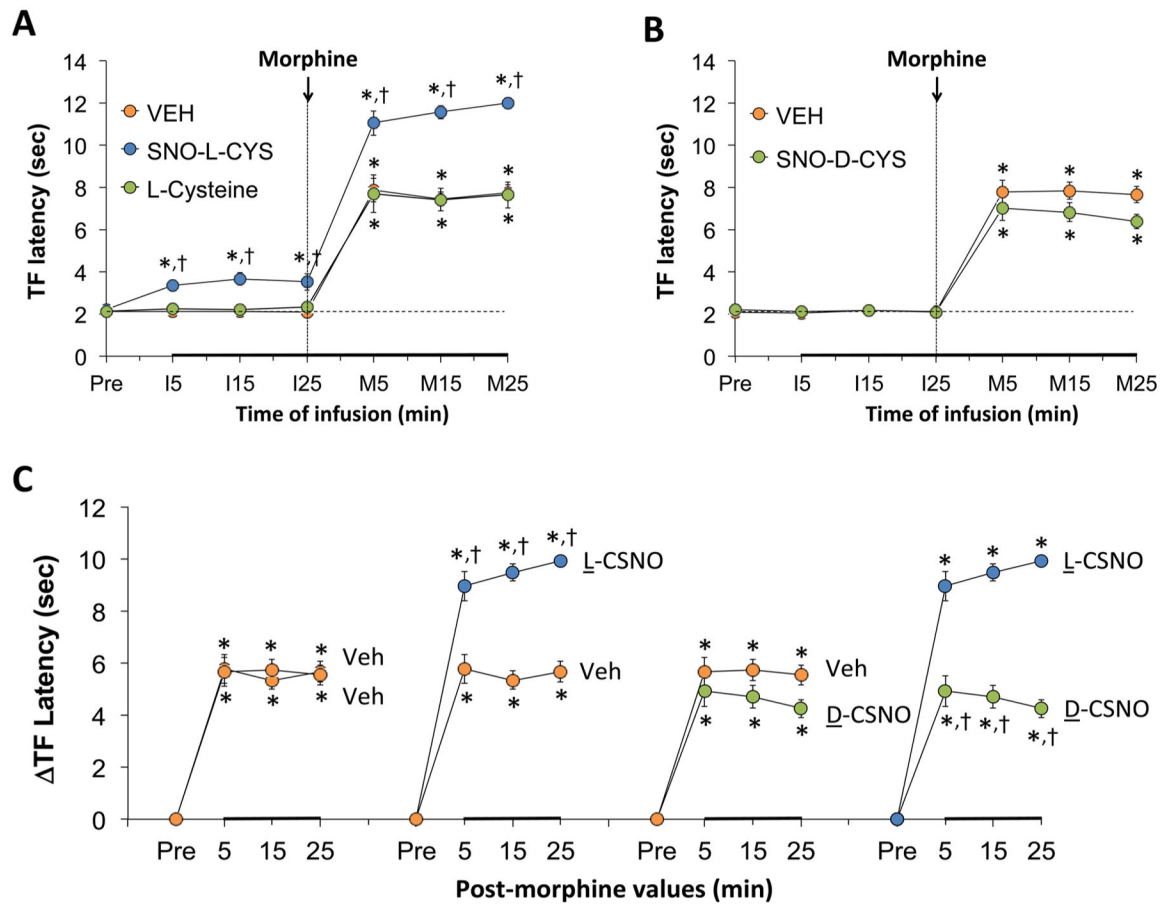 A
Morphine
14
12
10
8
6
4
2
0
TF latency (sec)
VEH
SNO-L-CYS
L-Cysteine
*,† *,† *,† *,† *,† *,†
* * *
* * *
Pre I5 I15 I25 M5 M15 M25
Time of infusion (min)
B
Morphine
14
12
10
8
6
4
2
0
TF latency (sec)
VEH
SNO-D-CYS
* * *
* * *
Pre I5 I15 I25 M5 M15 M25
Time of infusion (min)
C
12
10
8
6
4
2
0
ΔTF Latency (sec)
* * *
Veh
Veh
* * *
*,† *,† *,†
L-CSNO
Veh
* * *
* * *
Veh
D-CSNO
* * *
* * *
L-CSNO
D-CSNO
*,† *,† *,†
Pre 5 15 25 Pre 5 15 25 Pre 5 15 25 Pre 5 15 25
Post-morphine values (min)